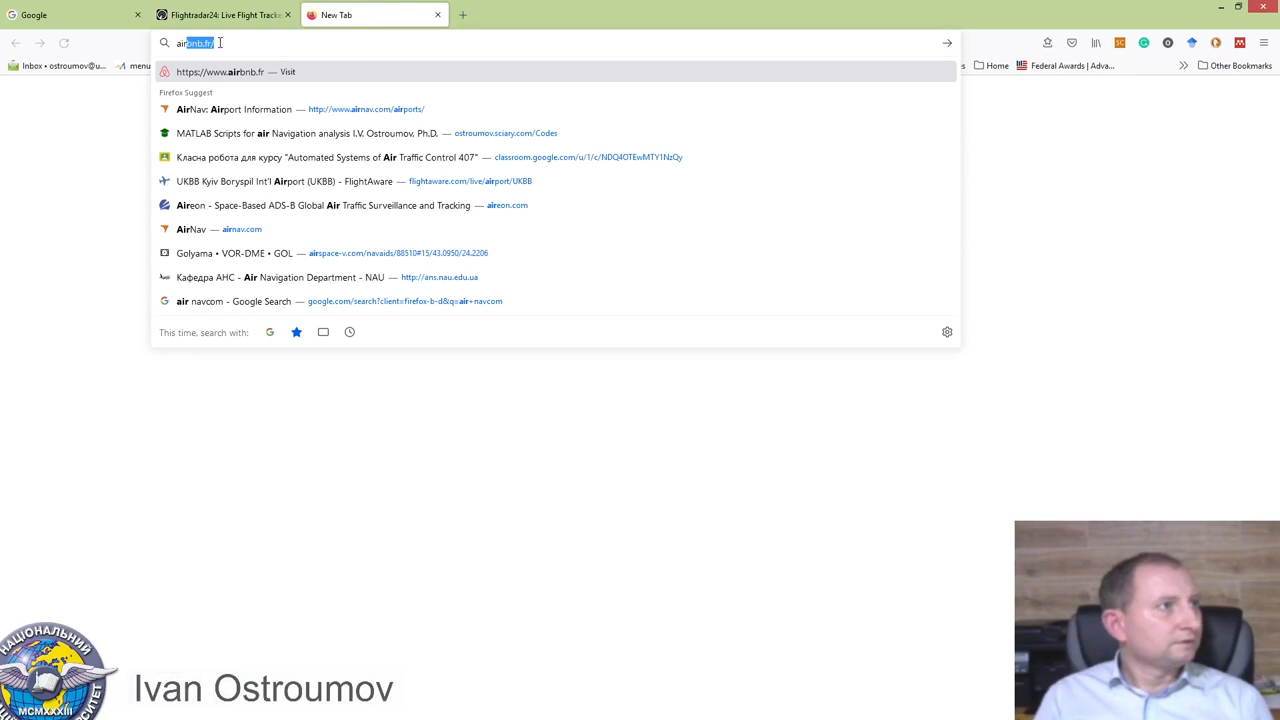 Google
Flightradar24: Live Flight Tracke
New Tab
airbnb.fr/
Inbox • ostroumov@u...
menu
Home
Federal Awards | Adva...
Other Bookmarks
https://www.airbnb.fr — Visit
Firefox Suggest
AirNav: Airport Information — http://www.airnav.com/airports/
MATLAB Scripts for air Navigation analysis I.V. Ostroumov, Ph.D. — ostroumov.sciary.com/Codes
Класна робота для курсу "Automated Systems of Air Traffic Control 407" — classroom.google.com/u/1/c/NDQ4OTEwMTY1NzQy
UKBB Kyiv Boryspil Int'l Airport (UKBB) - FlightAware — flightaware.com/live/airport/UKBB
Aireon - Space-Based ADS-B Global Air Traffic Surveillance and Tracking — aireon.com
AirNav — airnav.com
Golyama • VOR-DME • GOL — airspace-v.com/navaids/88510#15/43.0950/24.2206
Кафедра АНС - Air Navigation Department - NAU — http://ans.nau.edu.ua
air navcom - Google Search — google.com/search?client=firefox-b-d&q=air+navcom
This time, search with:
НАЦІОНАЛЬНИЙ
MCMXXXIII
Ivan Ostroumov